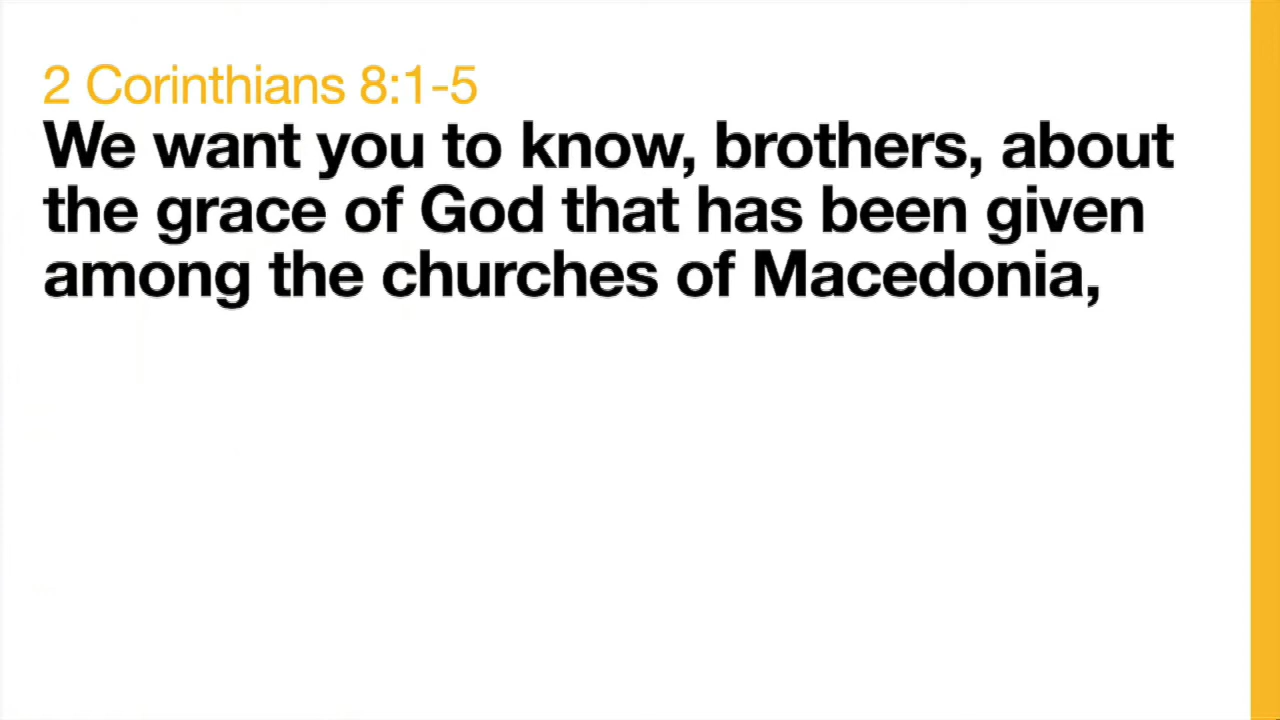 2 Corinthians 8:1-5
We want you to know, brothers, about
the grace of God that has been given
among the churches of Macedonia,